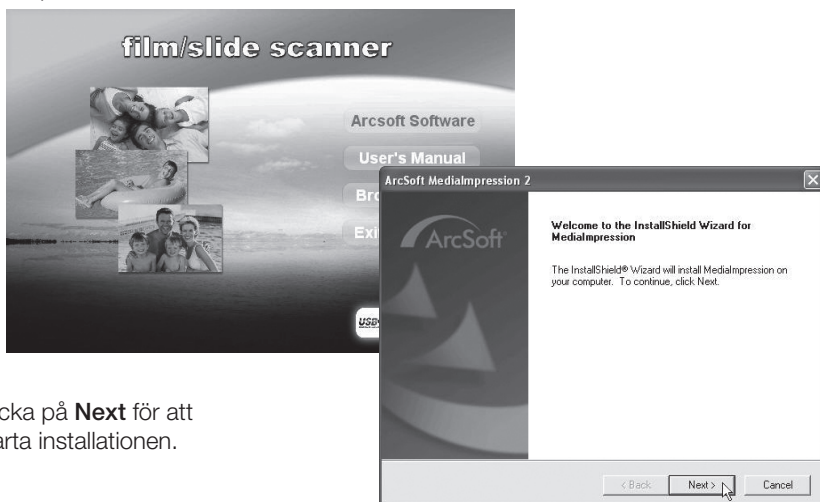 film/slide scanner
Arcsoft Software
User's Manual
ArcSoft MediaImpression 2
ArcSoft
Welcome to the InstallShield Wizard for
MediaImpression
The InstallShield® Wizard will install MediaImpression on
your computer. To continue, click Next.
USB
< Back
Next >
Cancel
på Next för att
installationen.